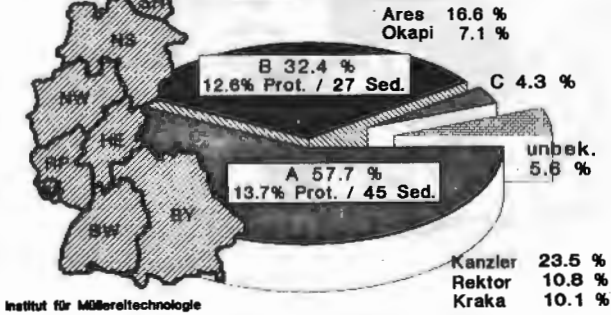 Ares 16.6 %
Okapi 7.1 %
B 32.4 %
12.6% Prot. / 27 Sed.
C 4.3 %
unbek.
5.6 %
A 57.7 %
13.7% Prot. / 45 Sed.
NS
NW
HE
RP
BW
BY
Kanzler 23.5 %
Rektor 10.8 %
Kraka 10.1 %
Institut für Müllereitechnologie